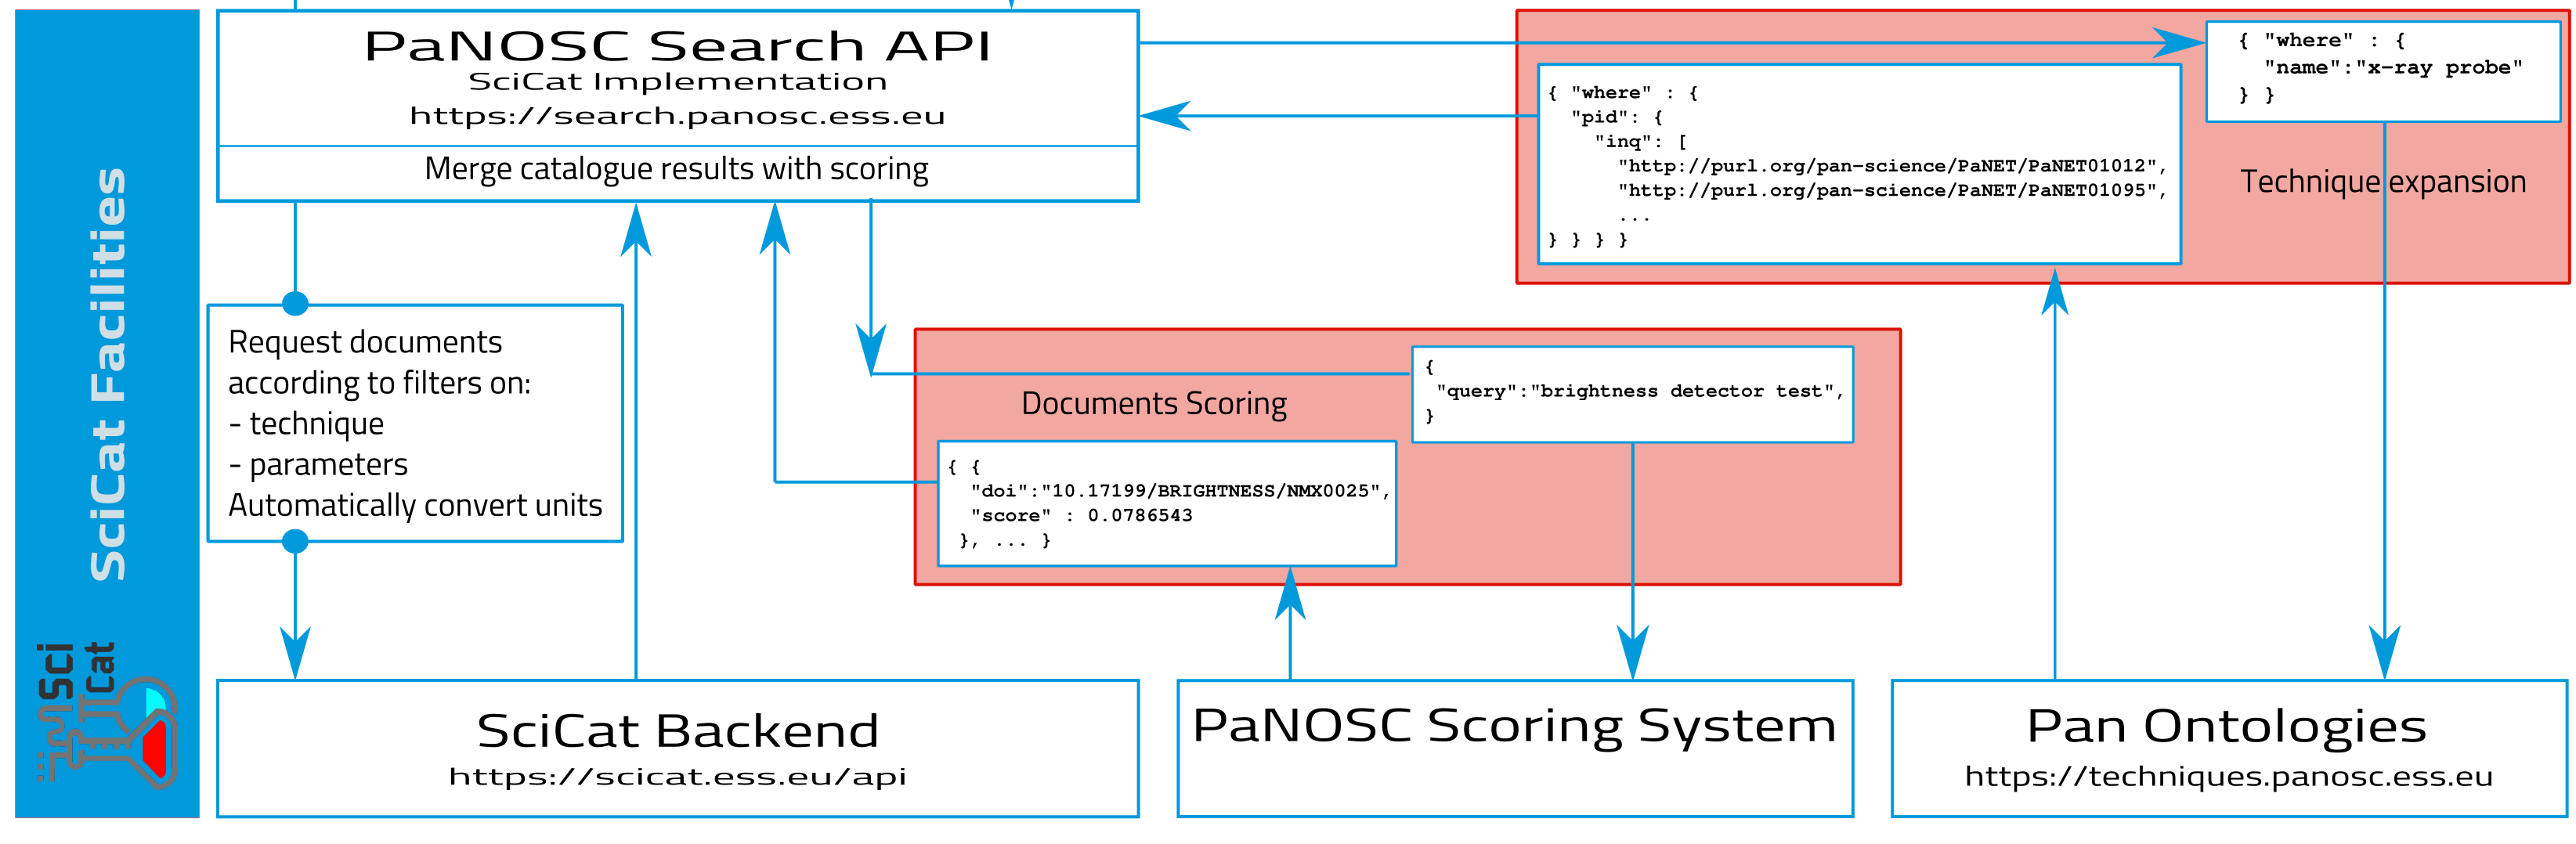 SciCat Facilities
Sci
Cat
PaNOSC Search API
SciCat Implementation
https://search.panosc.ess.eu
Merge catalogue results with scoring
{ "where" : {
"name":"x-ray probe"
} }
{ "where" : {
"pid": {
"inq": [
"http://purl.org/pan-science/PaNET/PaNET01012",
"http://purl.org/pan-science/PaNET/PaNET01095",
...
} } } }
Technique expansion
Request documents
according to filters on:
- technique
- parameters
Automatically convert units
Documents Scoring
{
"query":"brightness detector test",
}
{ {
"doi":"10.17199/BRIGHTNESS/NMX0025",
"score" : 0.0786543
}, ... }
SciCat Backend
https://scicat.ess.eu/api
PaNOSC Scoring System
Pan Ontologies
https://techniques.panosc.ess.eu